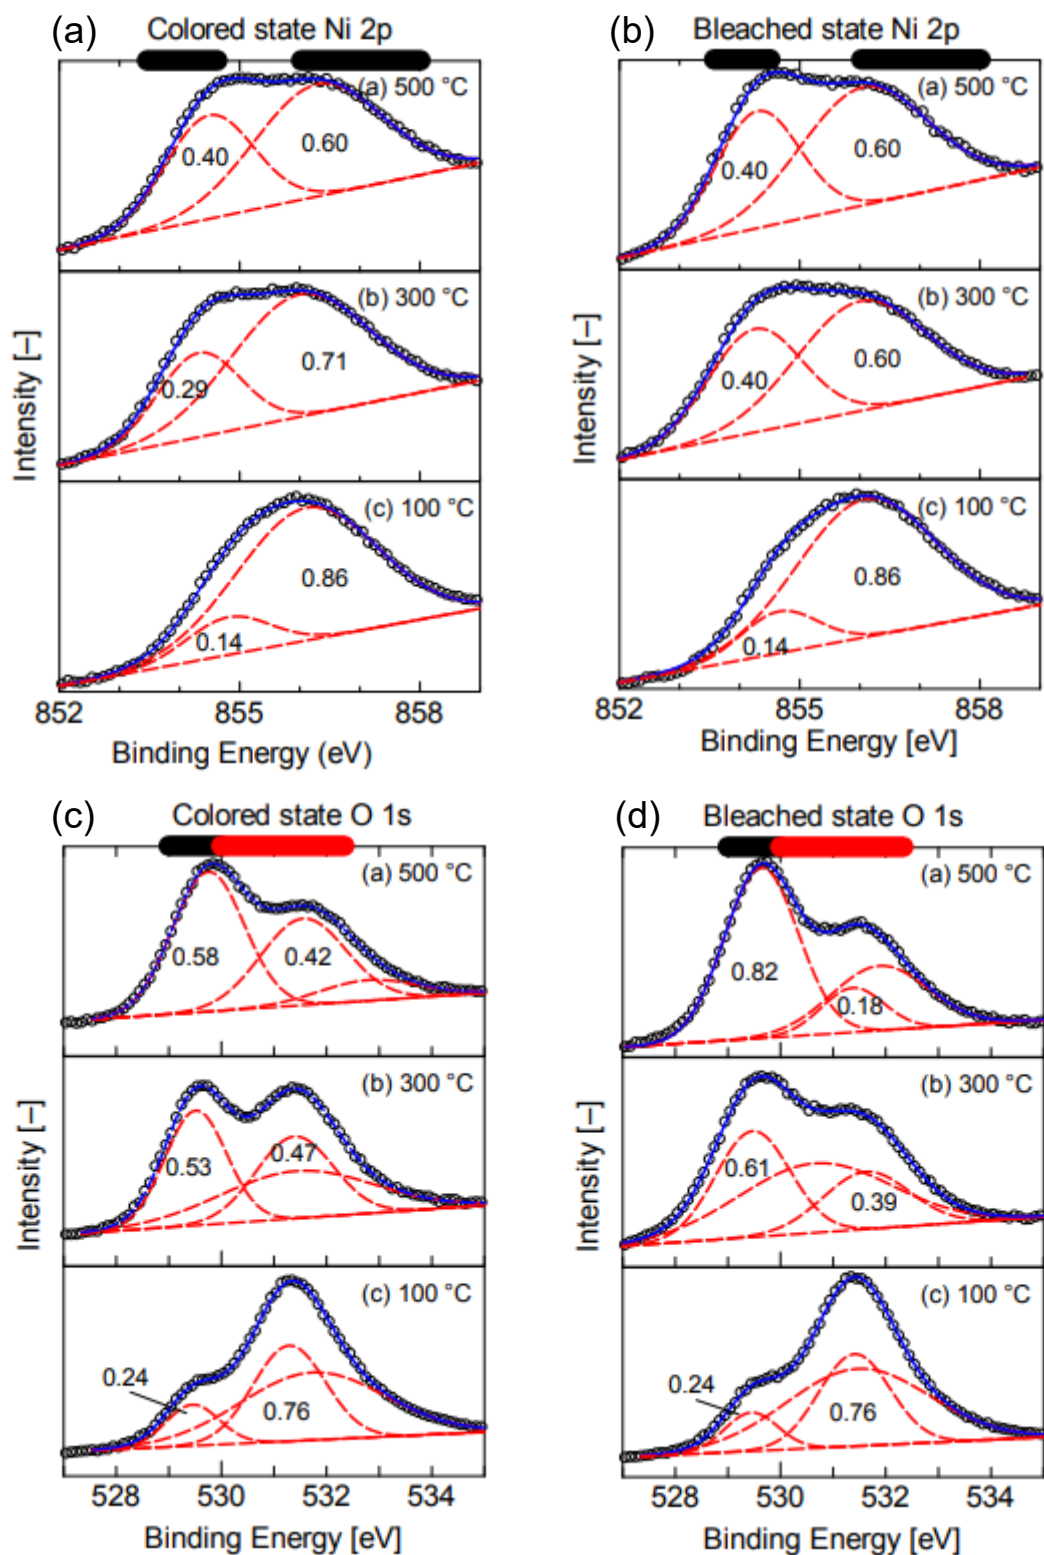 (a) Colored state Ni 2p
(a) 500 °C
0.40
0.60
(b) 300 °C
0.29
0.71
(c) 100 °C
0.86
0.14
Intensity [–]
852 855 858
Binding Energy (eV)
(b) Bleached state Ni 2p
(a) 500 °C
0.40
0.60
(b) 300 °C
0.40
0.60
(c) 100 °C
0.86
0.14
Intensity [–]
852 855 858
Binding Energy [eV]
(c) Colored state O 1s
(a) 500 °C
0.58
0.42
(b) 300 °C
0.53
0.47
(c) 100 °C
0.24
0.76
Intensity [–]
528 530 532 534
Binding Energy [eV]
(d) Bleached state O 1s
(a) 500 °C
0.82
0.18
(b) 300 °C
0.61
0.39
(c) 100 °C
0.24
0.76
Intensity [–]
528 530 532 534
Binding Energy [eV]